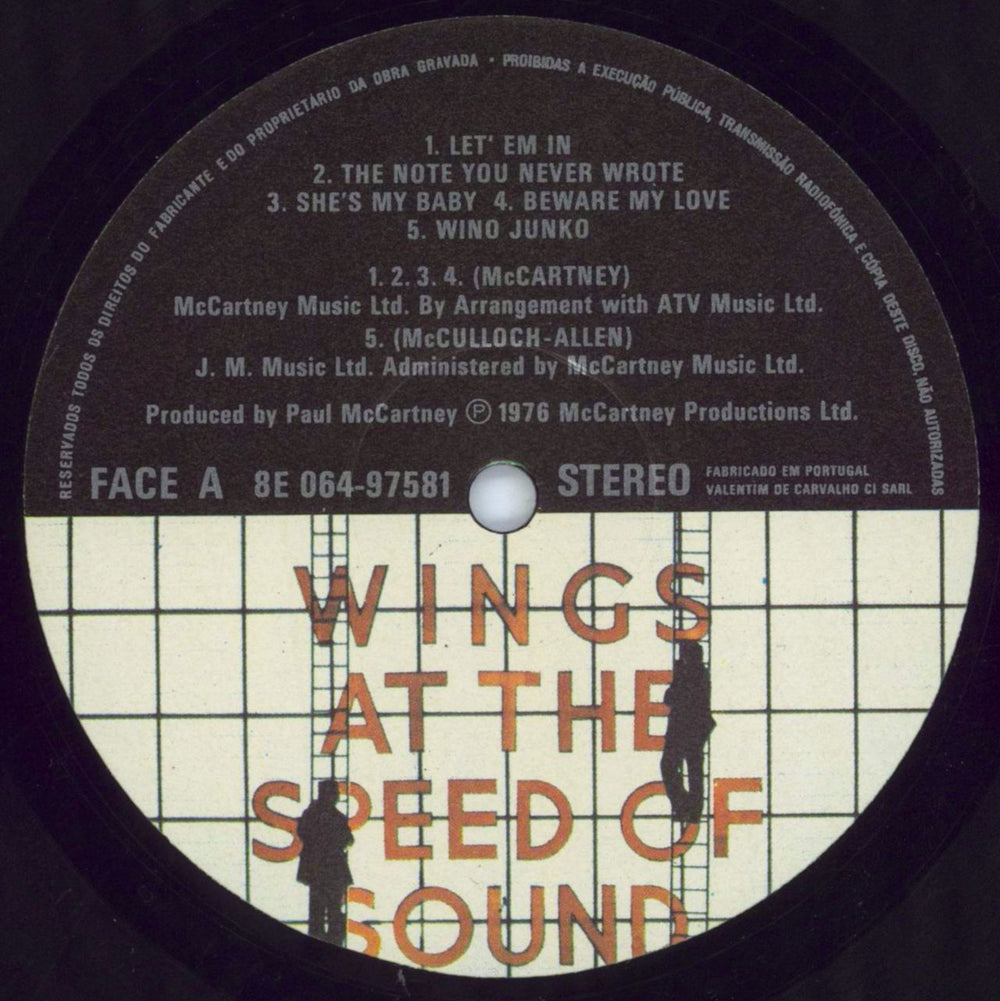 RESERVADOS TODOS OS DIREITOS DO FABRICANTE E DO PROPRIETÁRIO DA OBRA GRAVADA • PROIBIDAS A EXECUÇÃO PÚBLICA, TRANSMISSÃO RADIOFÓNICA E CÓPIA DESTE DISCO, NÃO AUTORIZADAS
1. LET' EM IN
2. THE NOTE YOU NEVER WROTE
3. SHE'S MY BABY 4. BEWARE MY LOVE
5. WINO JUNKO
1. 2. 3. 4. (McCARTNEY)
McCartney Music Ltd. By Arrangement with ATV Music Ltd.
5. (McCULLOCH-ALLEN)
J. M. Music Ltd. Administered by McCartney Music Ltd.
Produced by Paul McCartney ℗ 1976 McCartney Productions Ltd.
FACE A 8E 064-97581 STEREO FABRICADO EM PORTUGAL
VALENTIM DE CARVALHO CI SARL
WINGS
AT THE
SPEED OF
SOUND